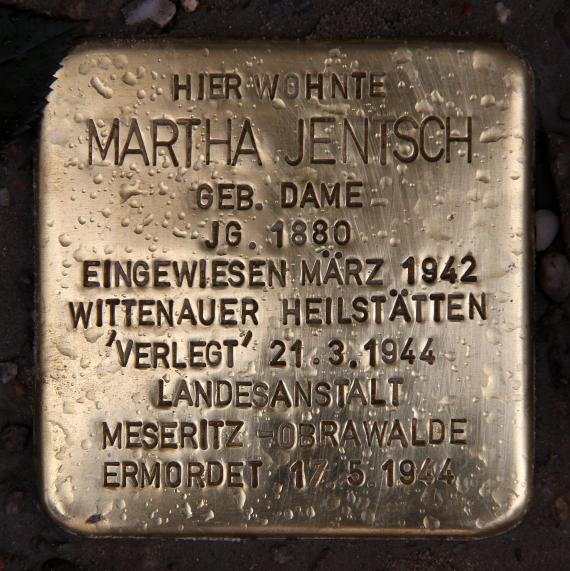 HIER WOHNTE
MARTHA JENTSCH
GEB. DAME
JG. 1880
EINGEWIESEN MÄRZ 1942
WITTENAUER HEILSTÄTTEN
'VERLEGT' 21.3.1944
LANDESANSTALT
MESERITZ-OBRAWALDE
ERMORDET 17.5.1944